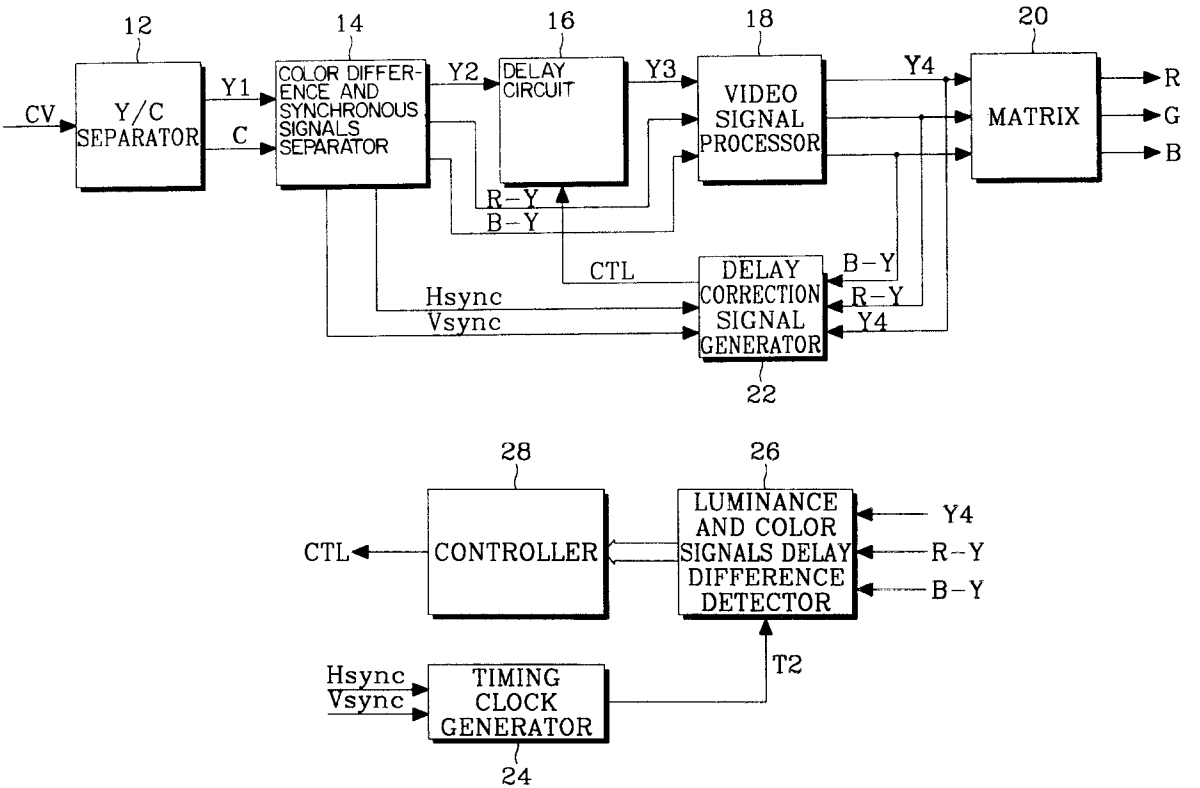 12
14
16
18
20
CV
Y/C
SEPARATOR
Y1
C
COLOR DIFFER-
ENCE AND
SYNCHRONOUS
SIGNALS
SEPARATOR
Y2
DELAY
CIRCUIT
Y3
VIDEO
SIGNAL
PROCESSOR
Y4
MATRIX
R
G
B
R-Y
B-Y
CTL
Hsync
Vsync
DELAY
CORRECTION
SIGNAL
GENERATOR
B-Y
R-Y
Y4
22
28
26
CTL
CONTROLLER
LUMINANCE
AND COLOR
SIGNALS DELAY
DIFFERENCE
DETECTOR
Y4
R-Y
B-Y
T2
Hsync
Vsync
TIMING
CLOCK
GENERATOR
24